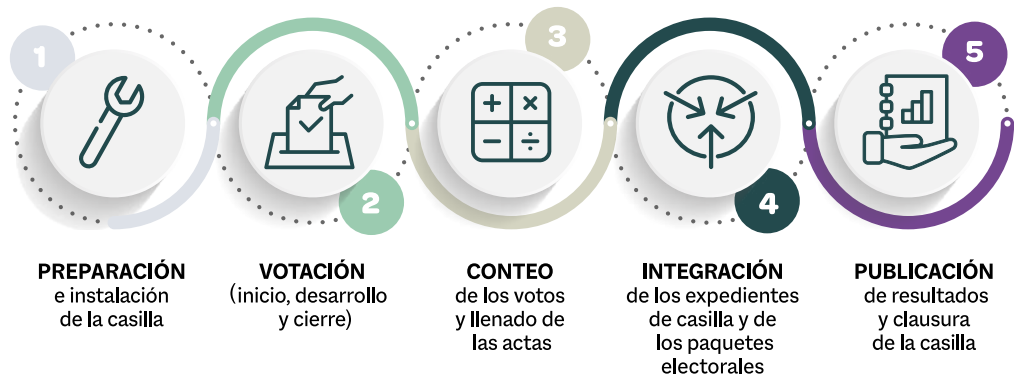 1
PREPARACIÓN
e instalación
de la casilla
2
VOTACIÓN
(inicio, desarrollo
y cierre)
3
CONTEO
de los votos
y llenado de
las actas
4
INTEGRACIÓN
de los expedientes
de casilla y de
los paquetes
electorales
5
PUBLICACIÓN
de resultados
y clausura
de la casilla